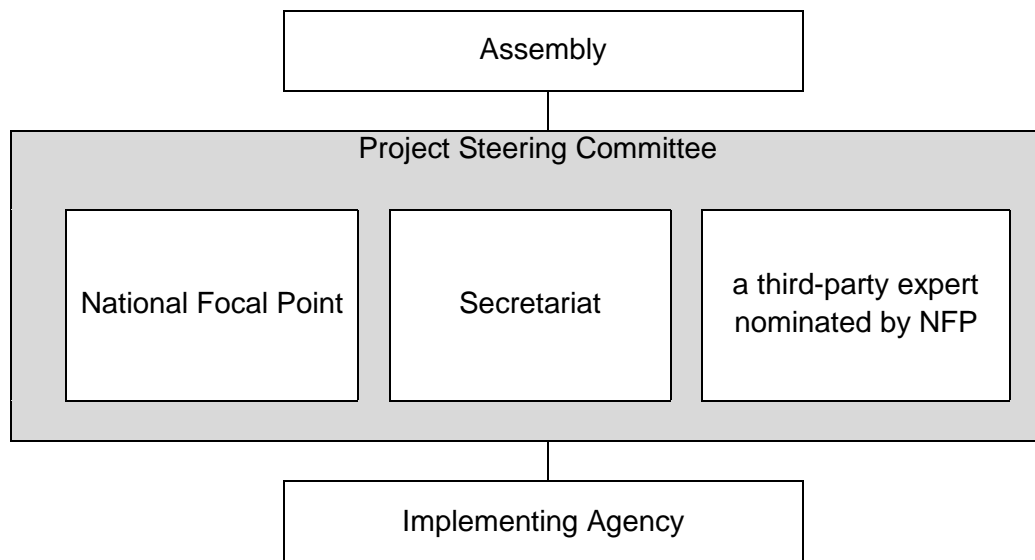 Assembly
Project Steering Committee
National Focal Point
Secretariat
a third-party expert
nominated by NFP
Implementing Agency